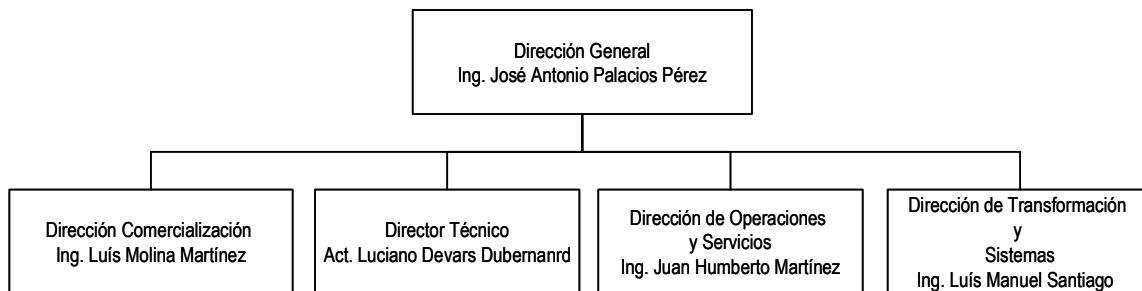 Dirección General
Ing. José Antonio Palacios Pérez
Dirección Comercialización
Ing. Luís Molina Martínez
Director Técnico
Act. Luciano Devars Dubernanrd
Dirección de Operaciones
y Servicios
Ing. Juan Humberto Martínez
Dirección de Transformación
y
Sistemas
Ing. Luís Manuel Santiago